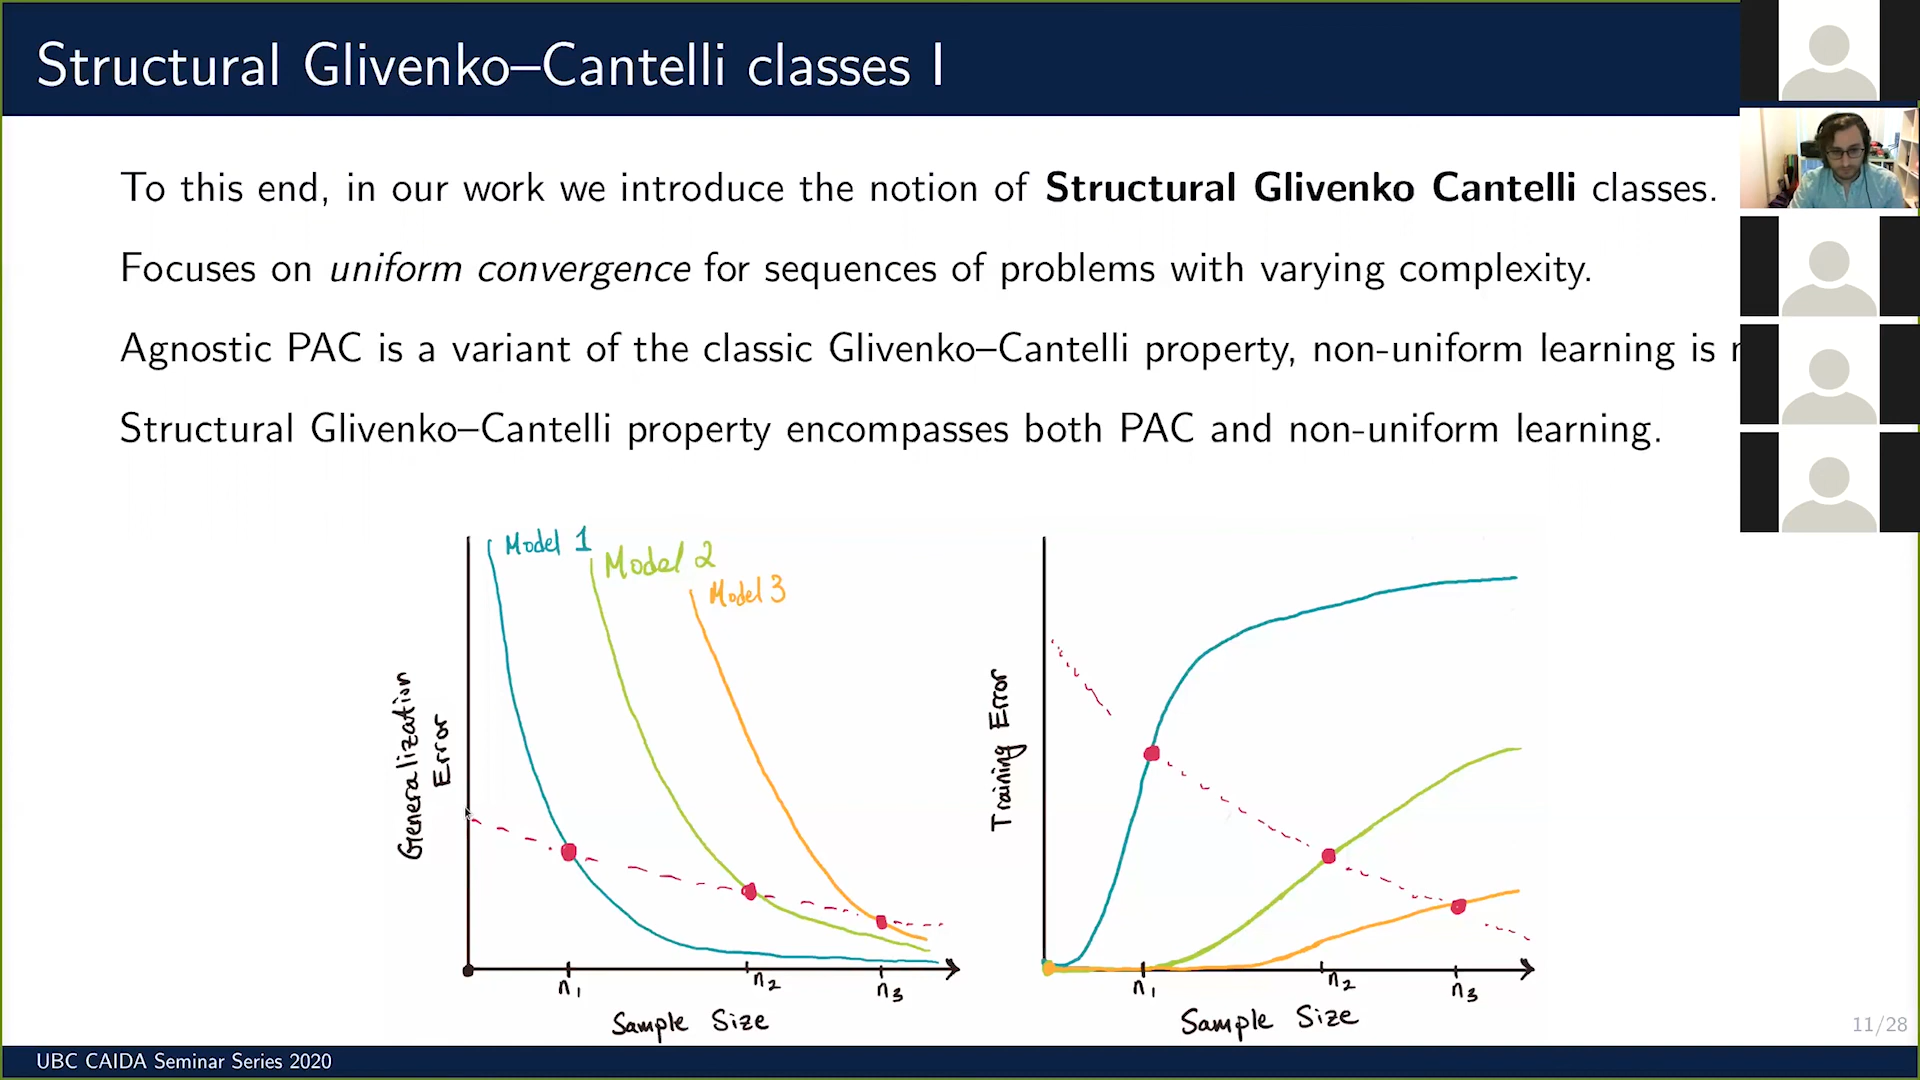 Structural Glivenko–Cantelli classes I
To this end, in our work we introduce the notion of Structural Glivenko Cantelli classes.
Focuses on uniform convergence for sequences of problems with varying complexity.
Agnostic PAC is a variant of the classic Glivenko–Cantelli property, non-uniform learning is
Structural Glivenko–Cantelli property encompasses both PAC and non-uniform learning.
Model 1
Model 2
Model 3
Generalization
Error
n1
n2
n3
Sample Size
Training Error
n1
n2
n3
Sample Size
11/28
UBC CAIDA Seminar Series 2020